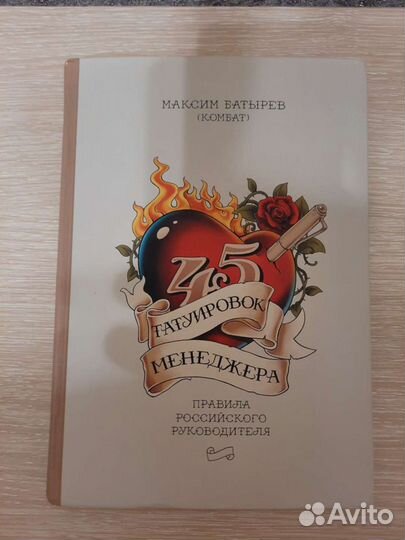 МАКСИМ БАТЫРЕВ
(КОМБАТ)
45
ТАТУИРОВОК
МЕНЕДЖЕРА
ПРАВИЛА
РОССИЙСКОГО
РУКОВОДИТЕЛЯ
Avito